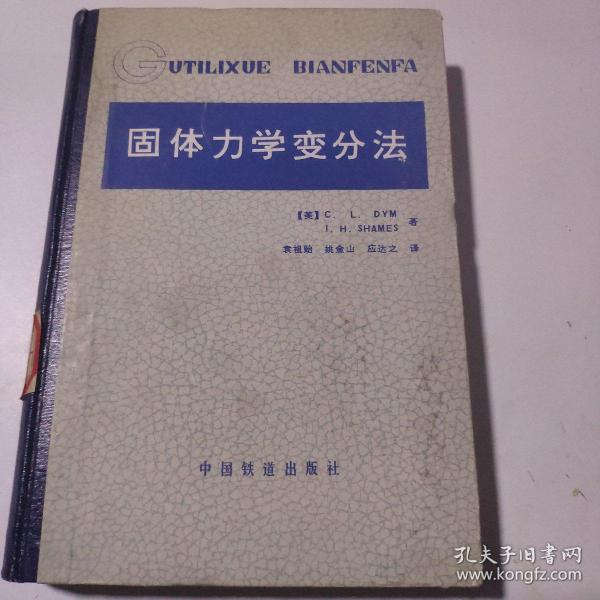 GUTILIXUE BIANFENFA
固体力学变分法
【美】C. L. DYM
I. H. SHAMES 著
袁祖贻 姚金山 应达之 译
中国铁道出版社
孔夫子旧书网
www.kongfz.com